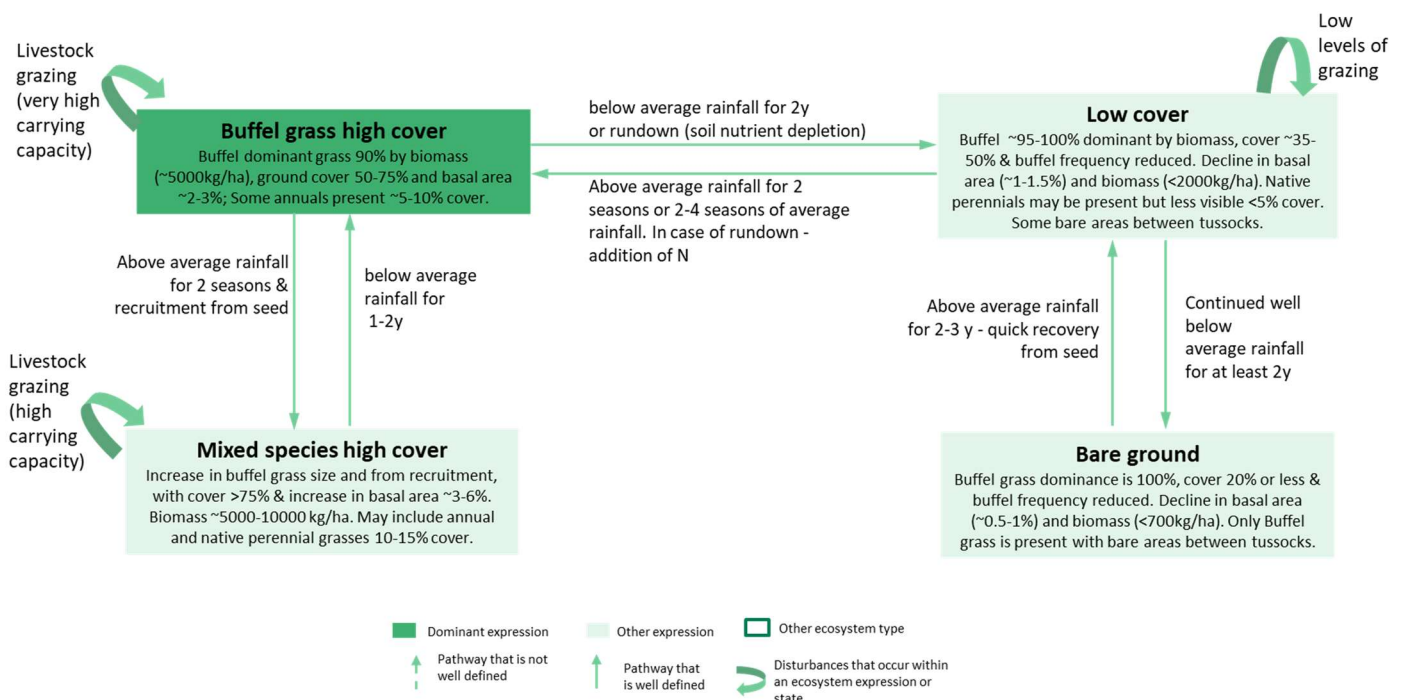 Livestock
grazing
(very high
carrying
capacity)
Buffel grass high cover
Buffel dominant grass 90% by biomass
(~5000kg/ha), ground cover 50-75% and basal area
~2-3%; Some annuals present ~5-10% cover.
below average rainfall for 2y
or rundown (soil nutrient depletion)
Above average rainfall for 2
seasons or 2-4 seasons of average
rainfall. In case of rundown -
addition of N
Low
levels of
grazing
Low cover
Buffel ~95-100% dominant by biomass, cover ~35-
50% & buffel frequency reduced. Decline in basal
area (~1-1.5%) and biomass (<2000kg/ha). Native
perennials may be present but less visible <5% cover.
Some bare areas between tussocks.
Above average rainfall
for 2 seasons &
recruitment from seed
below average
rainfall for
1-2y
Above average rainfall
for 2-3 y - quick recovery
from seed
Continued well
below
average rainfall
for at least 2y
Livestock
grazing
(high
carrying
capacity)
Mixed species high cover
Increase in buffel grass size and from recruitment,
with cover >75% & increase in basal area ~3-6%.
Biomass ~5000-10000 kg/ha. May include annual
and native perennial grasses 10-15% cover.
Bare ground
Buffel grass dominance is 100%, cover 20% or less &
buffel frequency reduced. Decline in basal area
(~0.5-1%) and biomass (<700kg/ha). Only Buffel
grass is present with bare areas between tussocks.
Dominant expression
Other expression
Other ecosystem type
Pathway that is not
well defined
Pathway that
is well defined
Disturbances that occur within
an ecosystem expression or
state